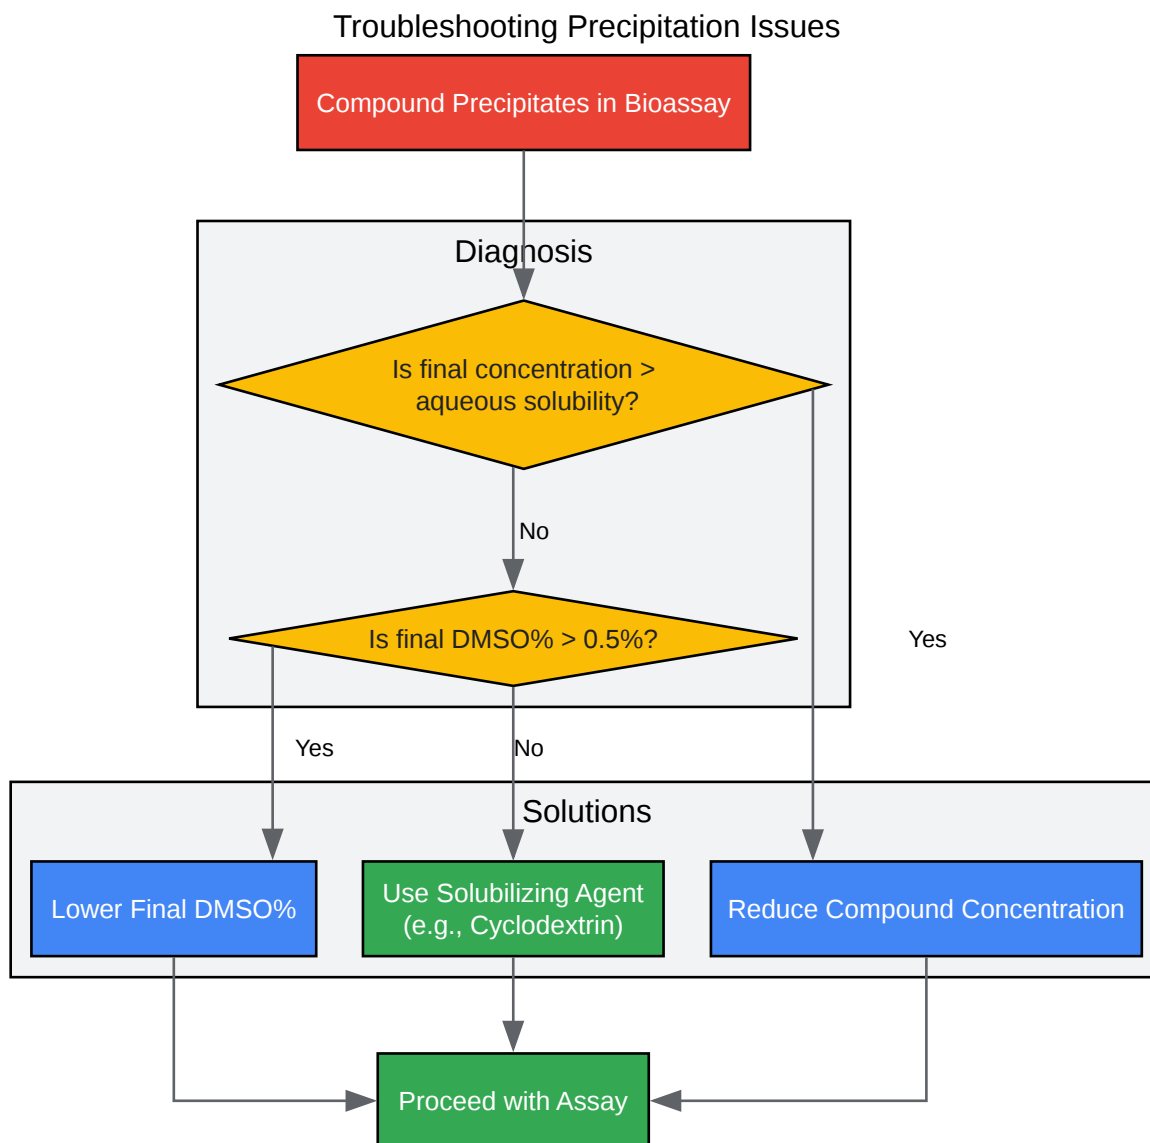 Troubleshooting Precipitation Issues
Compound Precipitates in Bioassay
Diagnosis
Is final concentration >
aqueous solubility?
No
Is final DMSO% > 0.5%?
Yes
Yes
No
Solutions
Lower Final DMSO%
Use Solubilizing Agent
(e.g., Cyclodextrin)
Reduce Compound Concentration
Proceed with Assay